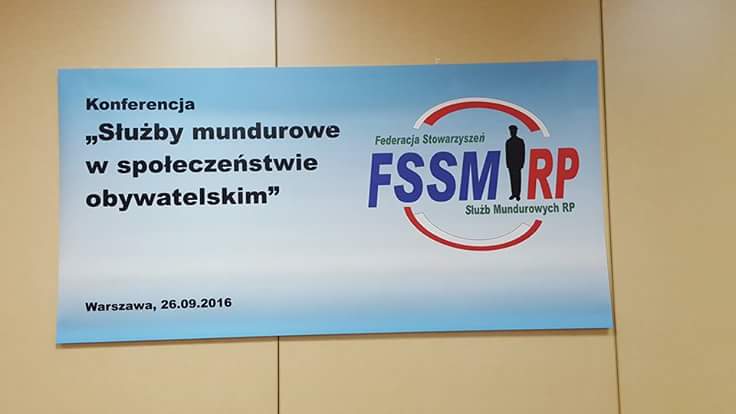 Konferencja
„Służby mundurowe
w społeczeństwie
obywatelskim”
Warszawa, 26.09.2016
Federacja Stowarzyszeń
FSSM RP
Służb Mundurowych RP